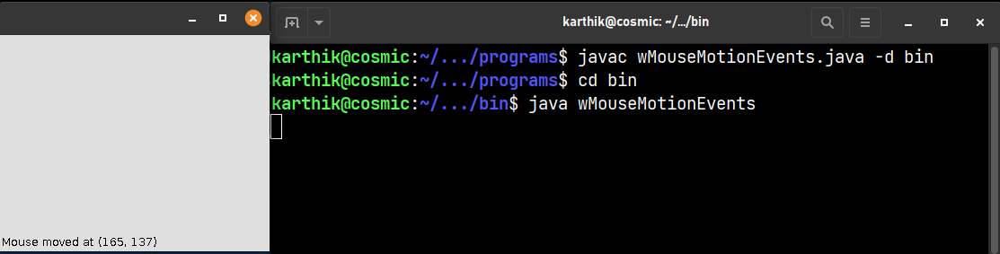 karthik@cosmic: ~/.../bin
karthik@cosmic:~/.../programs$ javac wMouseMotionEvents.java -d bin
karthik@cosmic:~/.../programs$ cd bin
karthik@cosmic:~/.../bin$ java wMouseMotionEvents
Mouse moved at (165, 137)